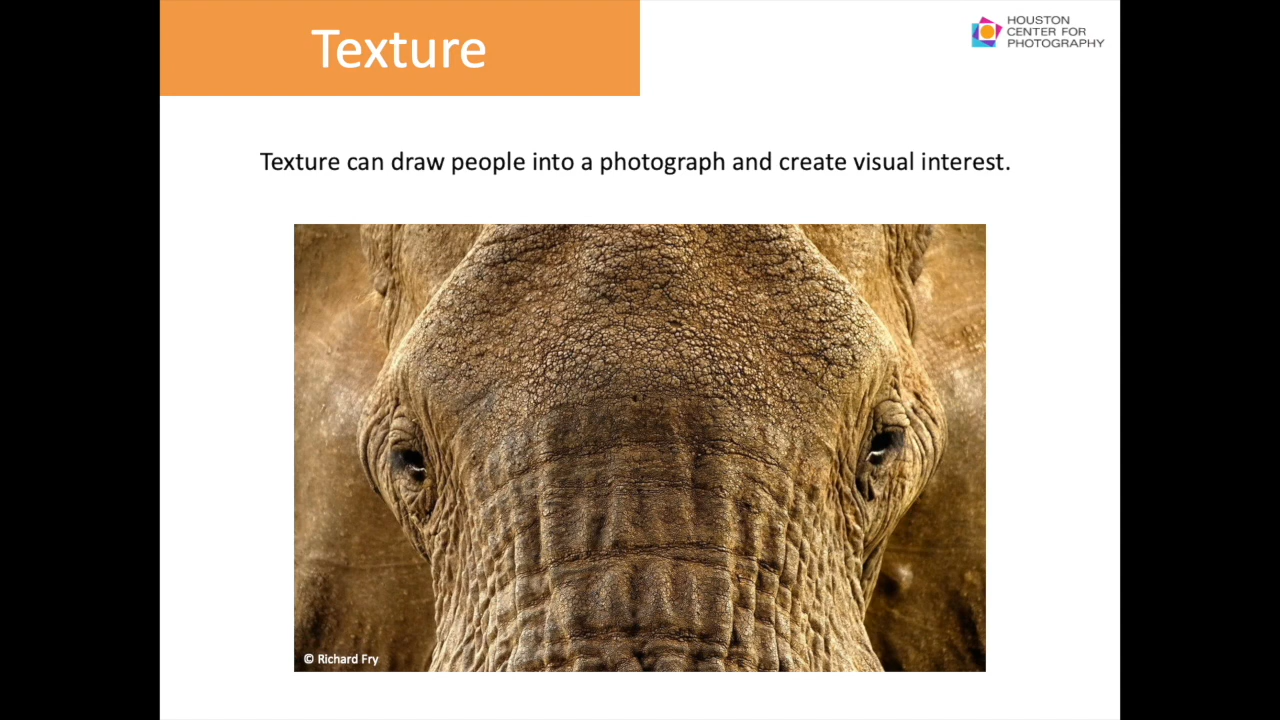 Texture
HOUSTON
CENTER FOR
PHOTOGRAPHY
Texture can draw people into a photograph and create visual interest.
© Richard Fry